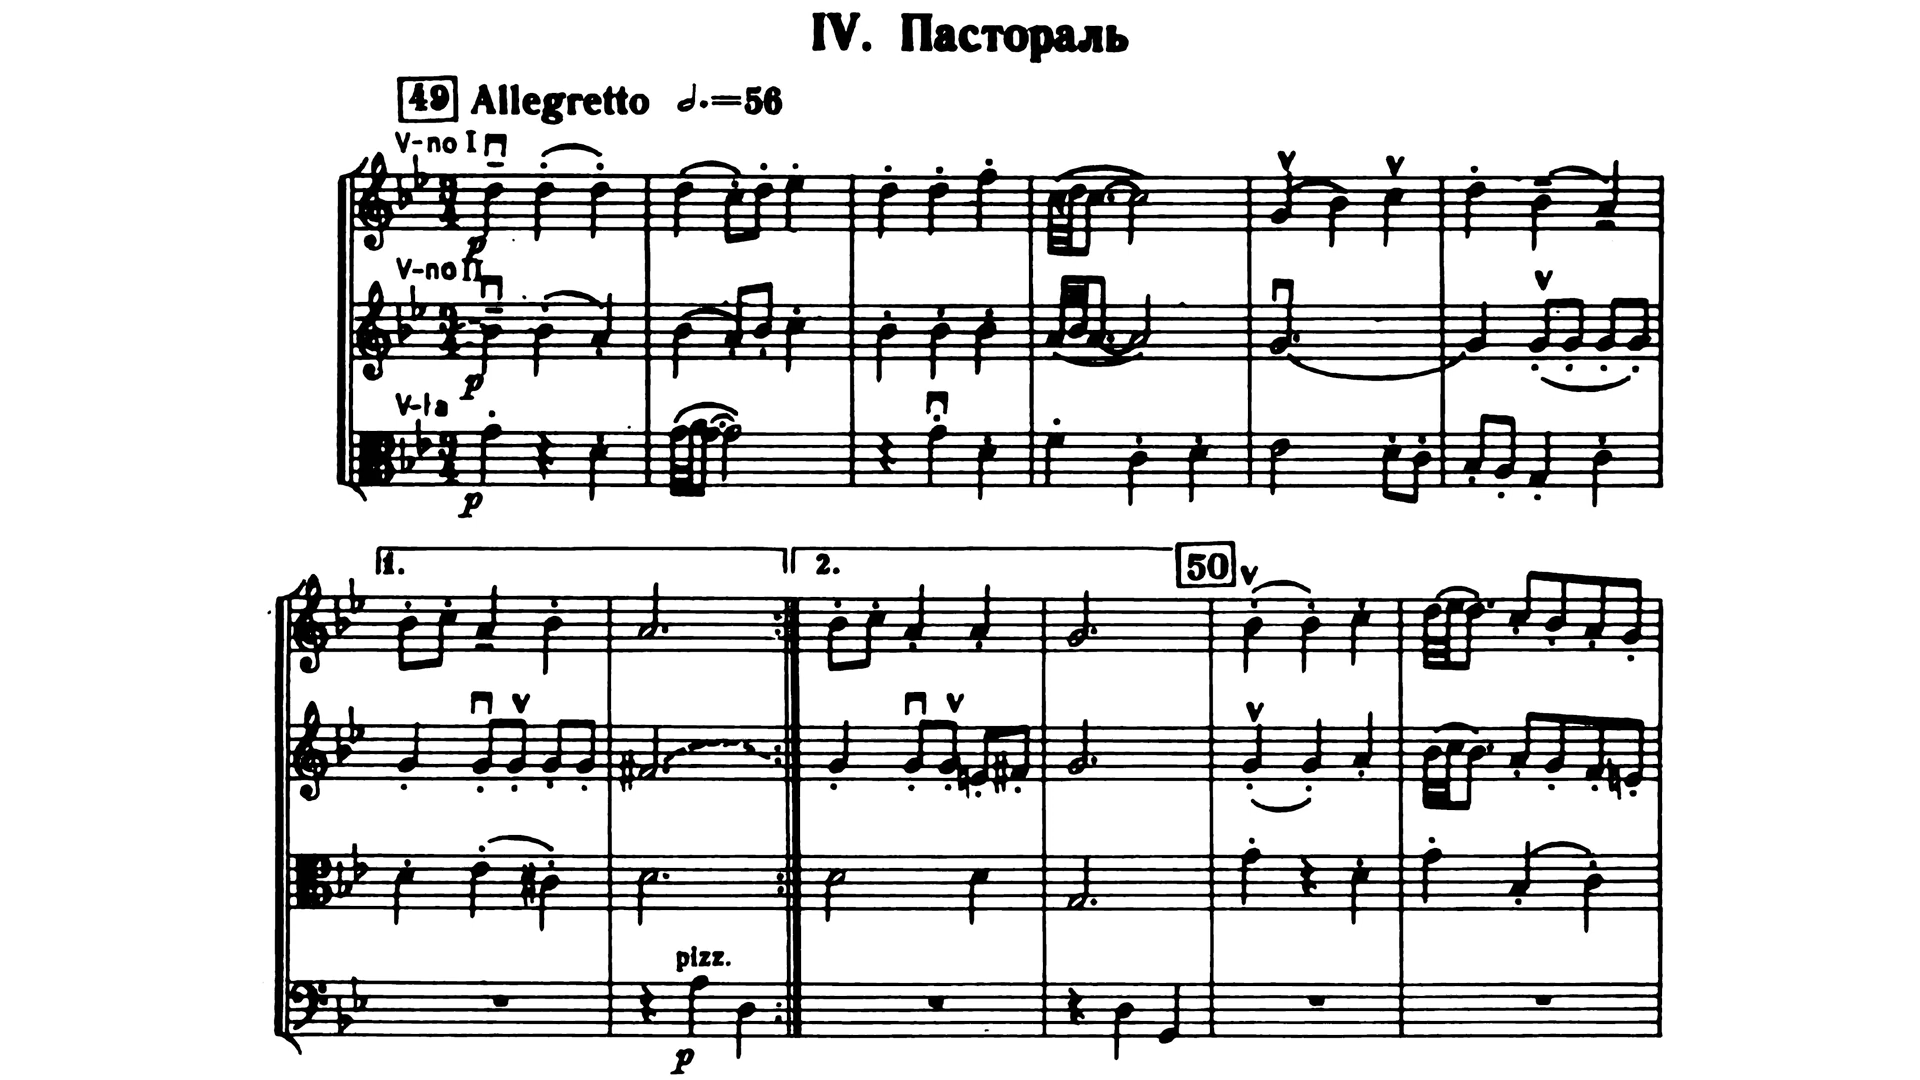 IV. Пастораль
49 Allegretto 𝅗𝅥.=56
V-no I
p
V-no II
p
V-la
p
1. 2. 50
pizz.
p